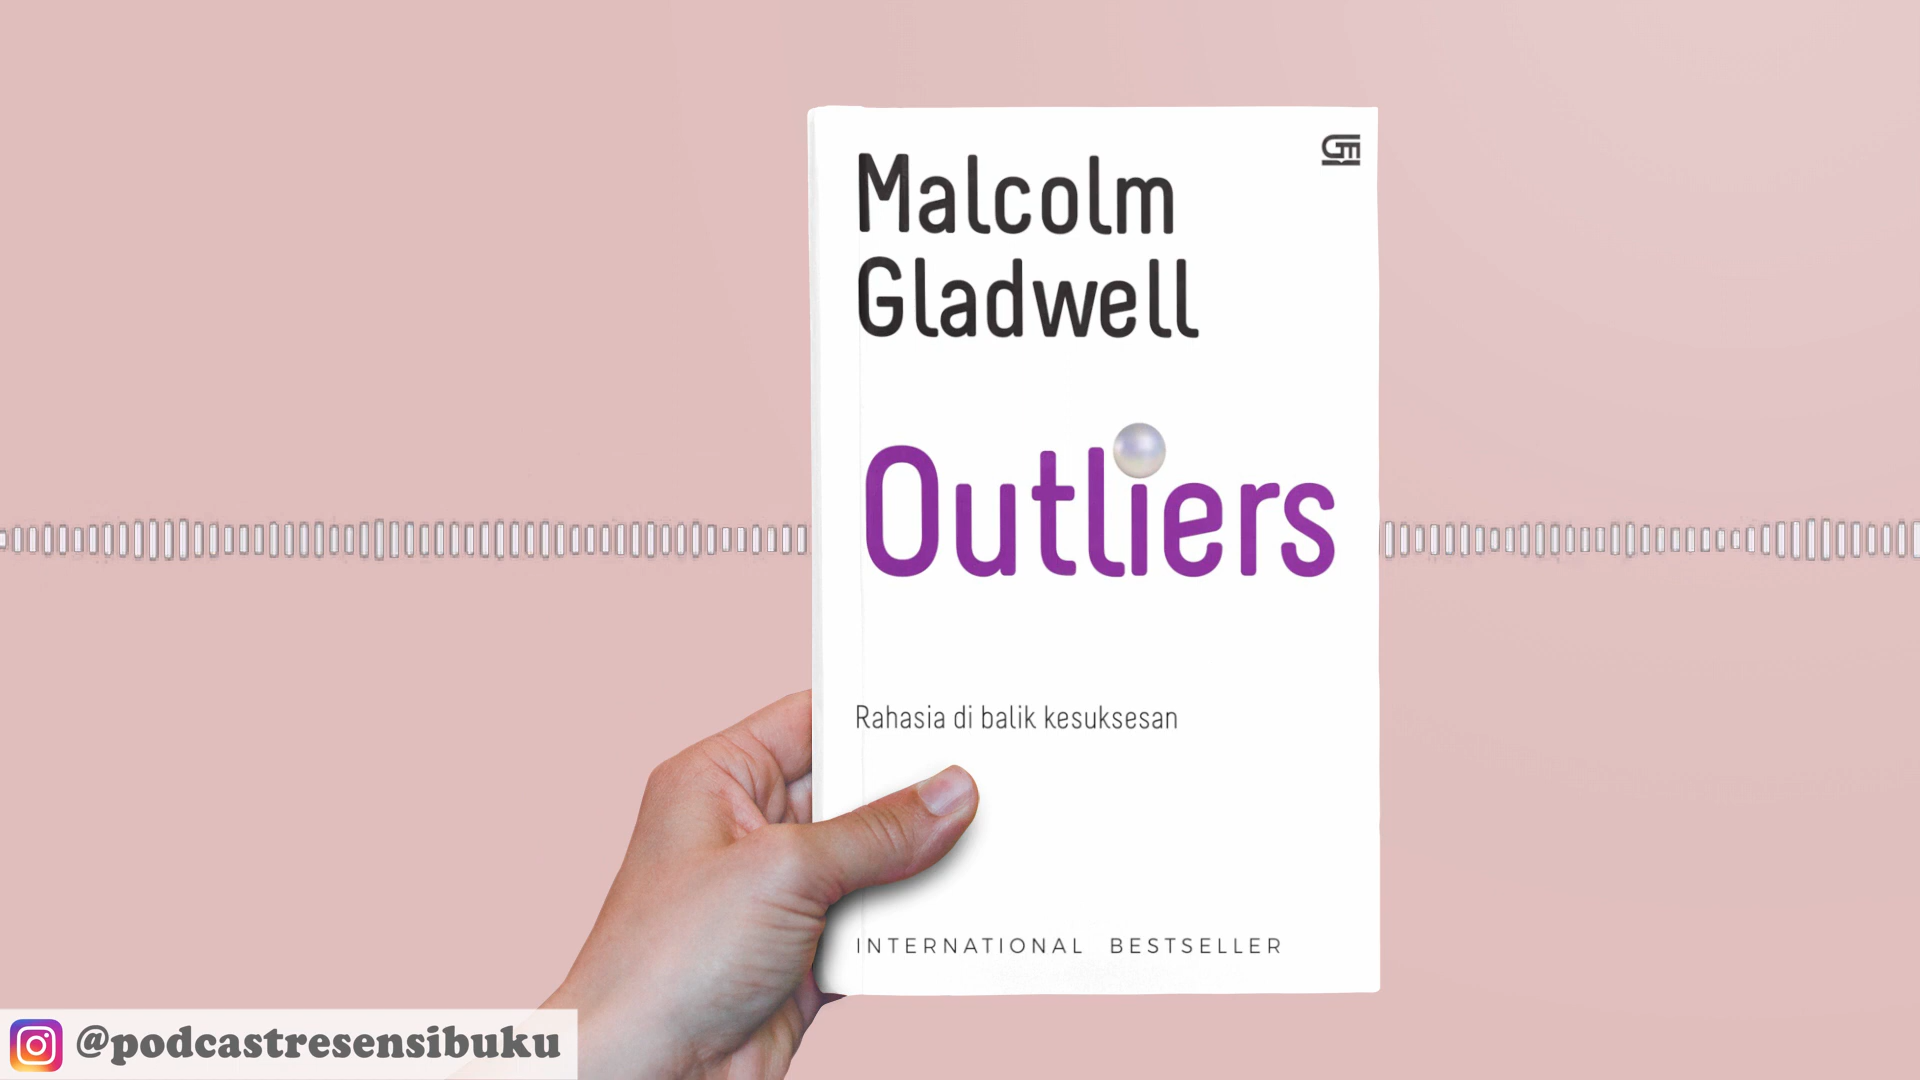 Malcolm
Gladwell
Outliers
Rahasia di balik kesuksesan
INTERNATIONAL BESTSELLER
@podcastresensibuku